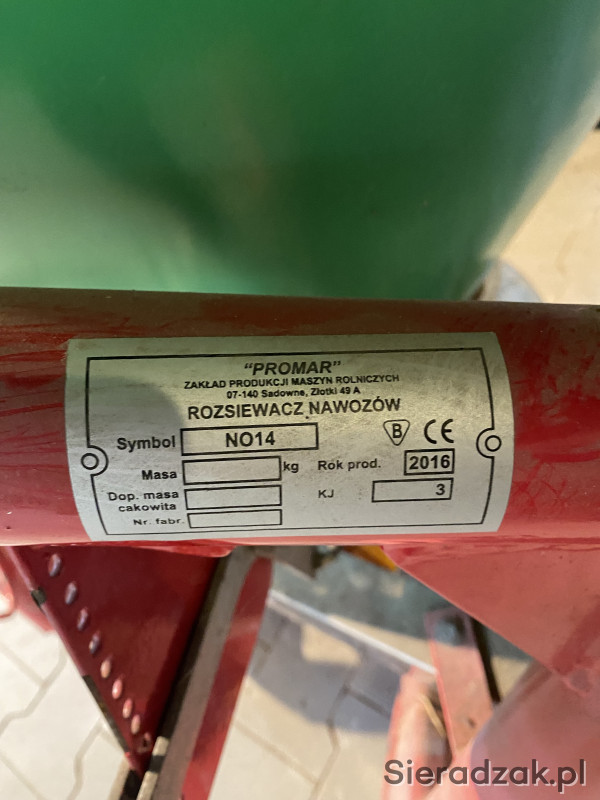 "PROMAR"
ZAKŁAD PRODUKCJI MASZYN ROLNICZYCH
07-140 Sadowne, Złotki 49 A
ROZSIEWACZ NAWOZÓW
Symbol NO14 B CE
Masa kg Rok prod. 2016
Dop. masa
cakowita KJ 3
Nr. fabr.
Sieradzak.pl